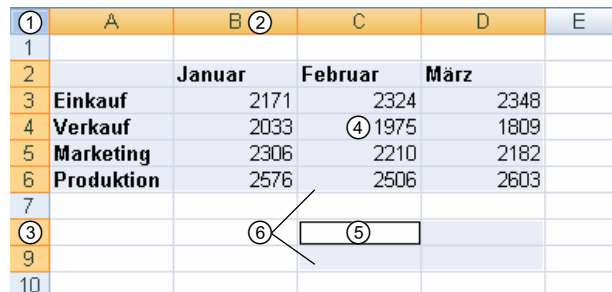 ① A B ② C D E
1
2 Januar Februar März
3 Einkauf 2171 2324 2348
4 Verkauf 2033 ④ 1975 1809
5 Marketing 2306 2210 2182
6 Produktion 2576 2506 2603
7
③ ⑥ ⑤
9
10